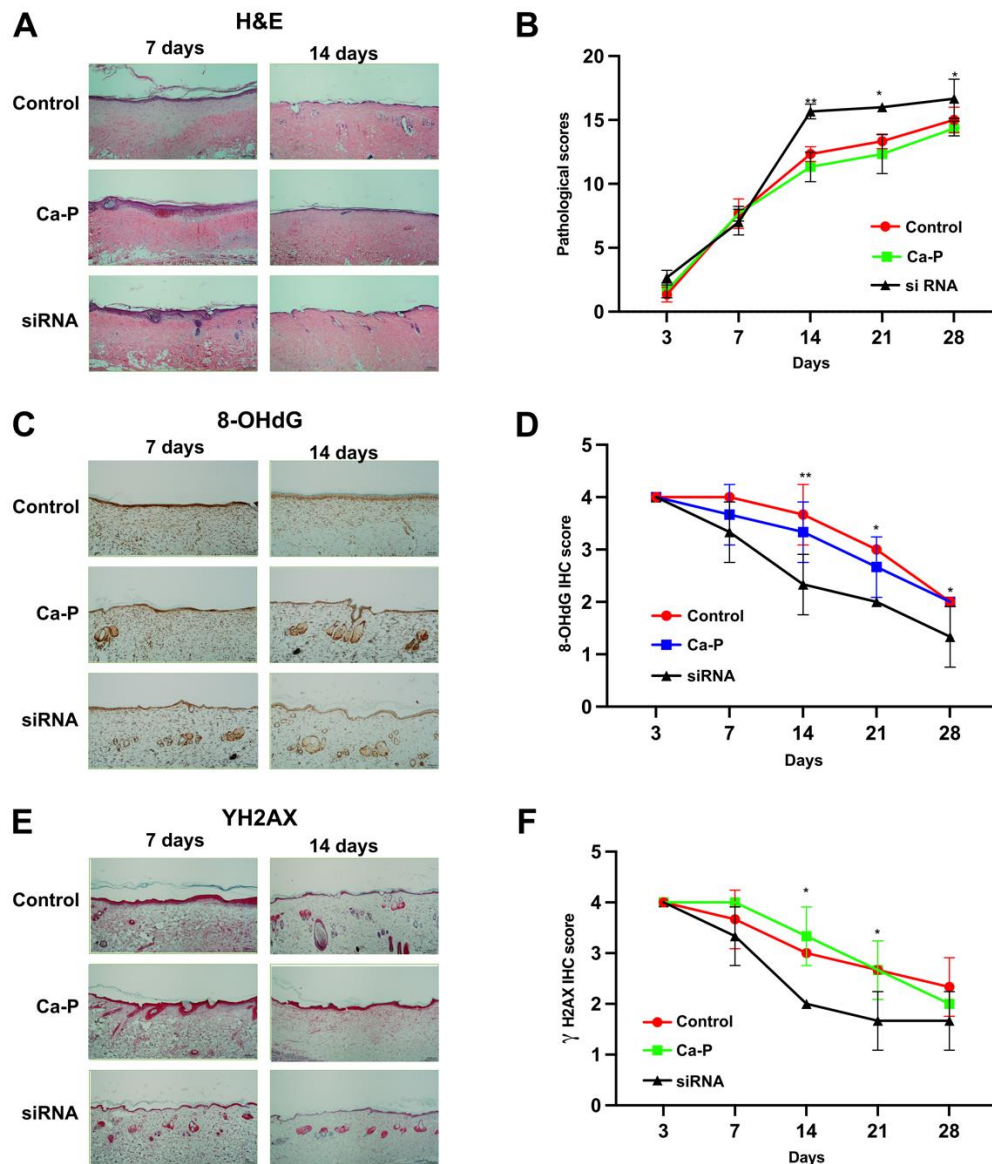 A
H&E
7 days
14 days
Control
Ca-P
siRNA
B
Pathological scores
20
15
10
5
0
**
*
*
Control
Ca-P
si RNA
3
7
14
21
28
Days
C
8-OHdG
7 days
14 days
Control
Ca-P
siRNA
D
8-OHdG IHC score
5
4
3
2
1
0
**
*
*
Control
Ca-P
siRNA
3
7
14
21
28
Days
E
YH2AX
7 days
14 days
Control
Ca-P
siRNA
F
γ H2AX IHC score
5
4
3
2
1
0
*
*
Control
Ca-P
siRNA
3
7
14
21
28
Days